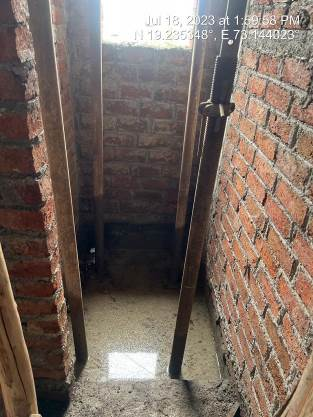 Jul 18, 2023 at 1:59:58 PM
N 19.235348°, E 73.144023°